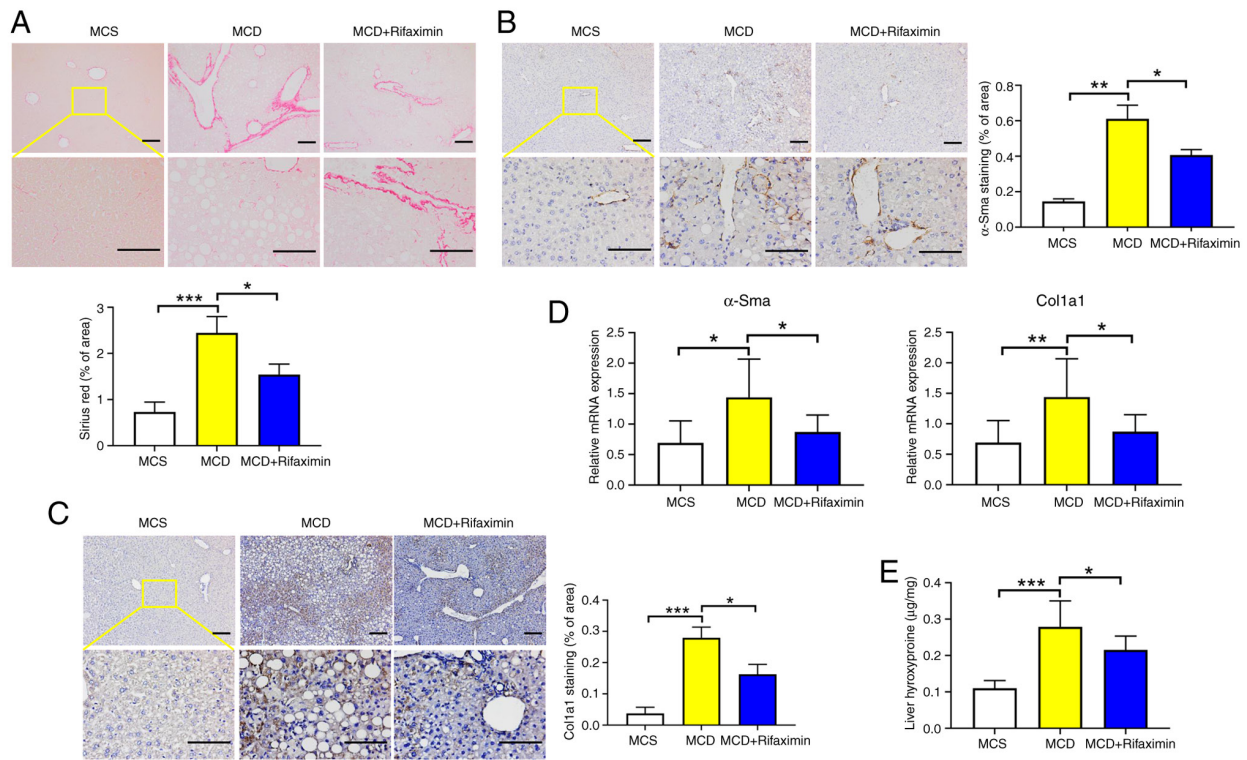 A
MCS MCD MCD+Rifaximin
Sirius red (% of area)
3
2
1
0
*** *
MCS MCD MCD+Rifaximin
B
MCS MCD MCD+Rifaximin
α-Sma staining (% of area)
0.8
0.6
0.4
0.2
0.0
** *
MCS MCD MCD+Rifaximin
C
MCS MCD MCD+Rifaximin
Col1a1 staining (% of area)
0.4
0.3
0.2
0.1
0.0
*** *
MCS MCD MCD+Rifaximin
D
α-Sma
Relative mRNA expression
2.5
2.0
1.5
1.0
0.5
0.0
* *
MCS MCD MCD+Rifaximin
Col1a1
Relative mRNA expression
2.5
2.0
1.5
1.0
0.5
0.0
** *
MCS MCD MCD+Rifaximin
E
Liver hyroxyproine (µg/mg)
0.4
0.3
0.2
0.1
0.0
*** *
MCS MCD MCD+Rifaximin